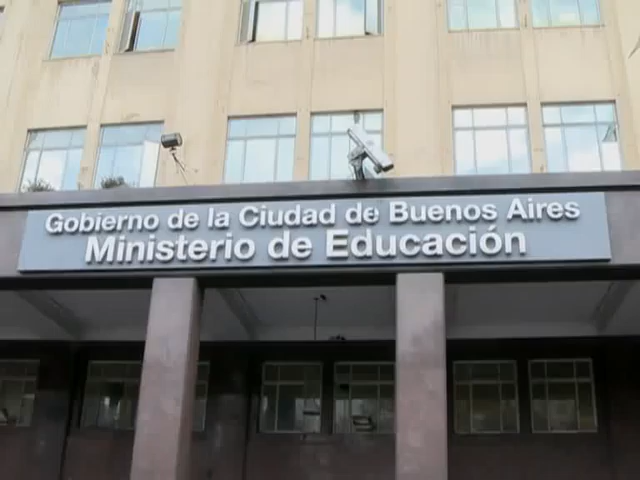 Gobierno de la Ciudad de Buenos Aires
Ministerio de Educación